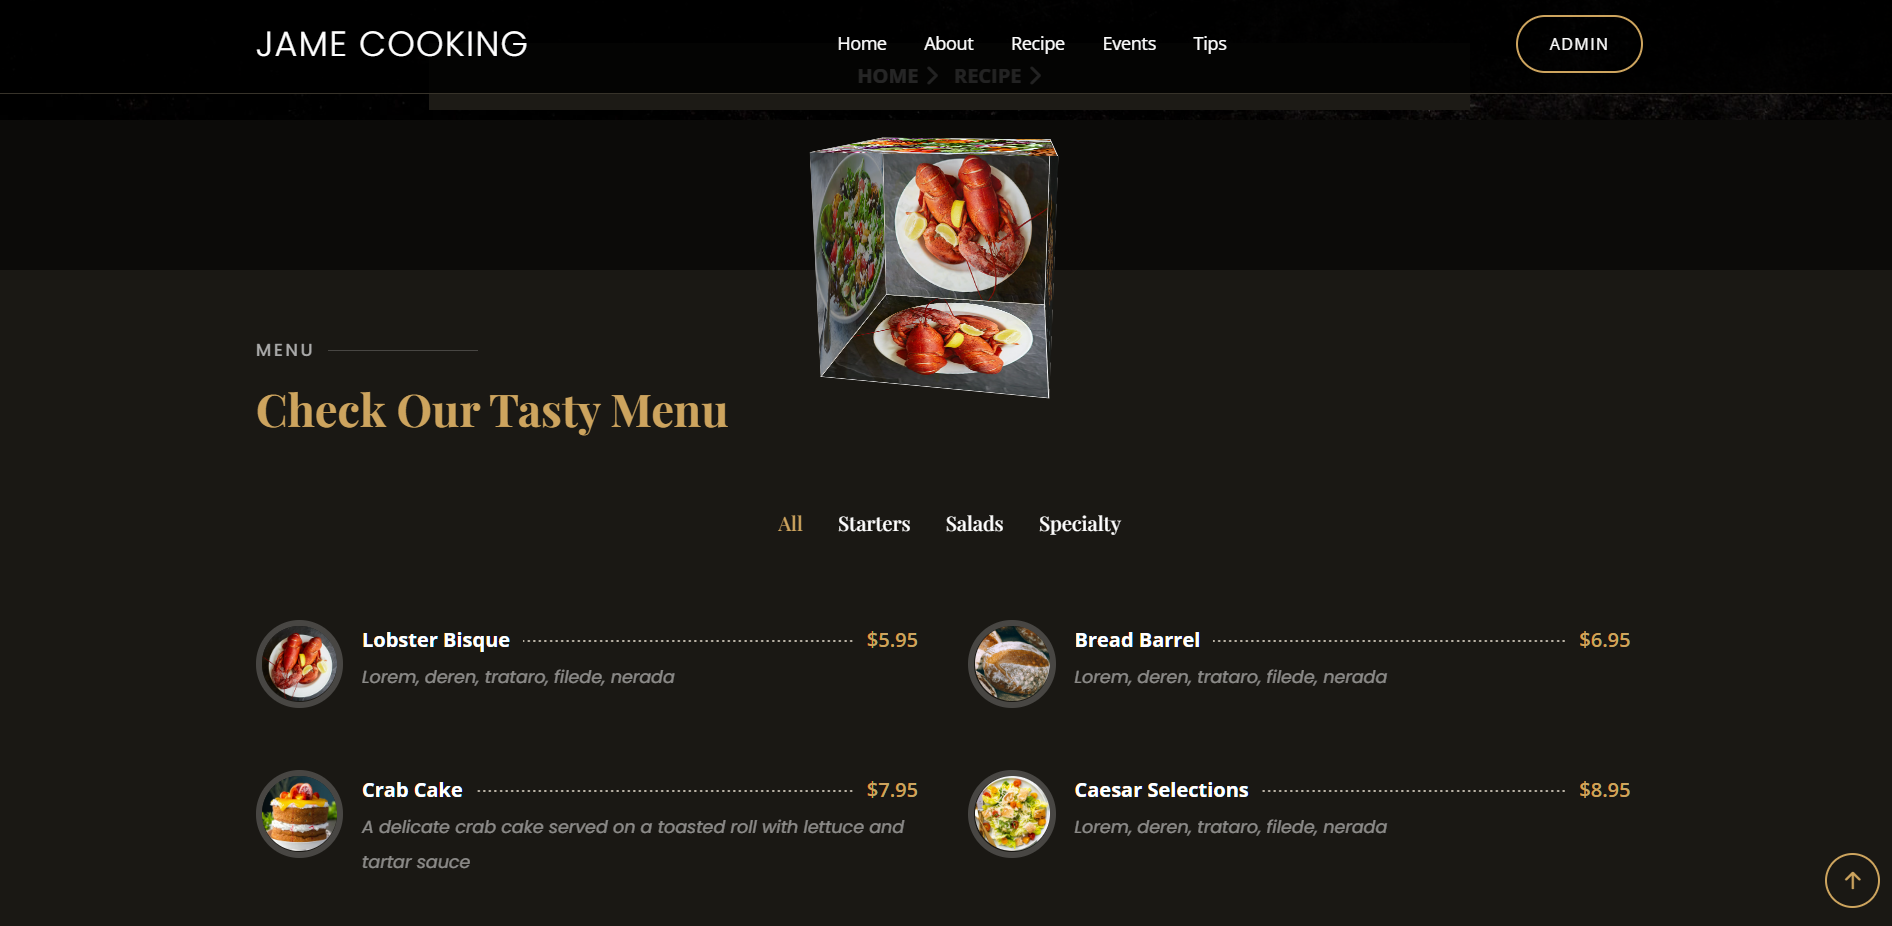 JAME COOKING
Home About Recipe Events Tips
ADMIN
HOME RECIPE
MENU
Check Our Tasty Menu
All Starters Salads Specialty
Lobster Bisque $5.95
Lorem, deren, trataro, filede, nerada
Bread Barrel $6.95
Lorem, deren, trataro, filede, nerada
Crab Cake $7.95
A delicate crab cake served on a toasted roll with lettuce and
tartar sauce
Caesar Selections $8.95
Lorem, deren, trataro, filede, nerada